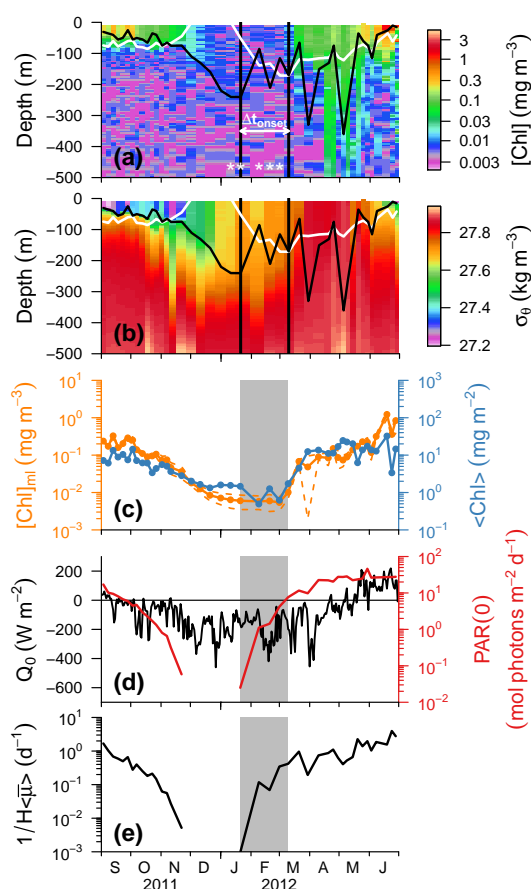 0
−100
−200
−300
−400
−500
Depth (m)
(a)
Δt_onset
** ***
3
1
0.3
0.1
0.03
0.01
0.003
[Chl] (mg m⁻³)
0
−100
−200
−300
−400
−500
Depth (m)
(b)
27.8
27.6
27.4
27.2
σ_θ (kg m⁻³)
10¹
10⁰
10⁻¹
10⁻²
10⁻³
[Chl]_ml (mg m⁻³)
(c)
10³
10²
10¹
10⁰
10⁻¹
<Chl> (mg m⁻²)
200
0
−200
−400
−600
Q₀ (W m⁻²)
(d)
10²
10¹
10⁰
10⁻¹
10⁻²
PAR(0)
(mol photons m⁻² d⁻¹)
10¹
10⁰
10⁻¹
10⁻²
10⁻³
1/H<μ̅> (d⁻¹)
(e)
S O N D J F M A M J
2011 2012